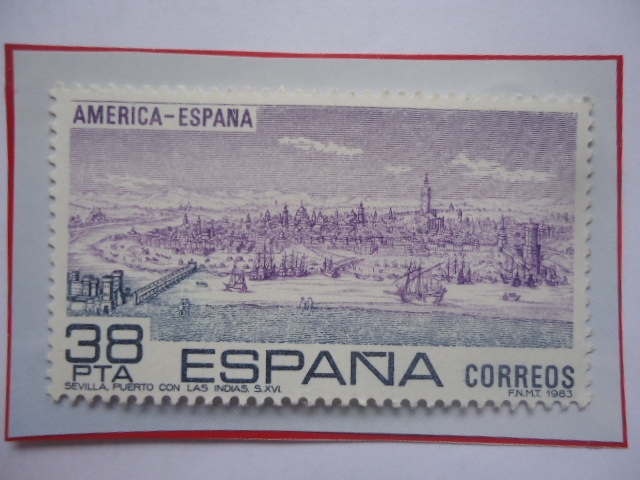 AMERICA-ESPAÑA
38
PTA
ESPAÑA
CORREOS
SEVILLA, PUERTO CON LAS INDIAS. S.XVI.
F.N.M.T. 1983